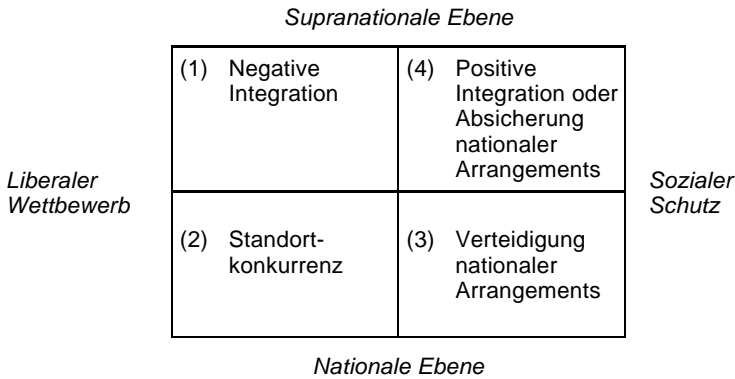 Supranationale Ebene
(1) Negative
Integration
(4) Positive
Integration oder
Absicherung
nationaler
Arrangements
Liberaler
Wettbewerb
Sozialer
Schutz
(2) Standort-
konkurrenz
(3) Verteidigung
nationaler
Arrangements
Nationale Ebene